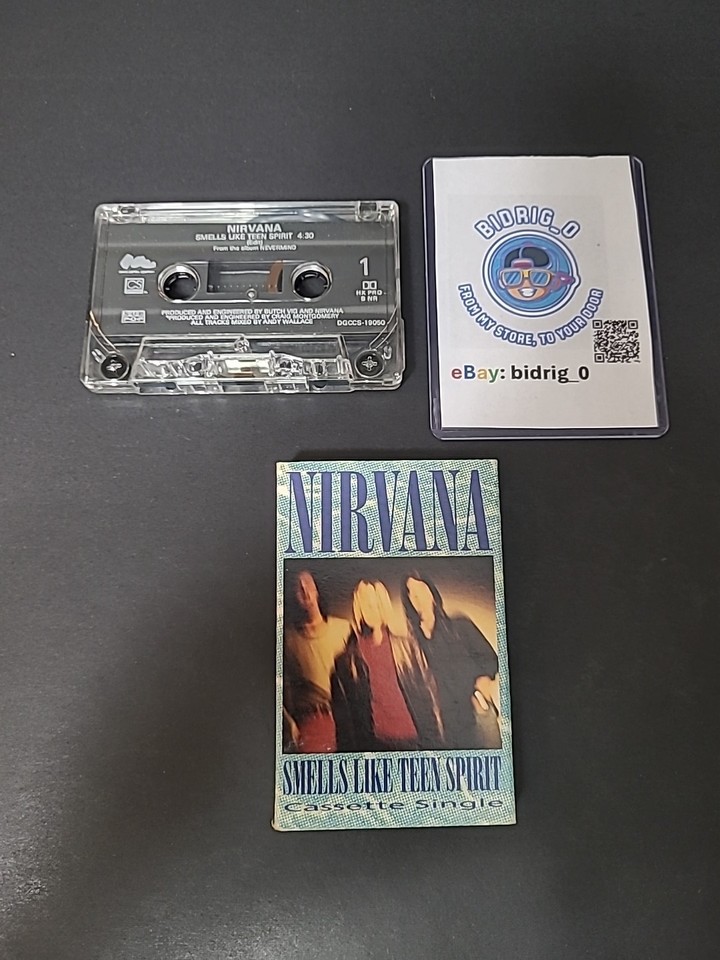 NIRVANA
SMELLS LIKE TEEN SPIRIT 4:30
(Edit)
From the album NEVERMIND
1
HX PRO
B NR
PRODUCED AND ENGINEERED BY BUTCH VIG AND NIRVANA
*PRODUCED AND ENGINEERED BY CRAIG MONTGOMERY
ALL TRACKS MIXED BY ANDY WALLACE
DGCCS-19050
BIDRIG_O
FROM MY STORE, TO YOUR DOOR
eBay: bidrig_0
NIRVANA
SMELLS LIKE TEEN SPIRIT
Cassette Single